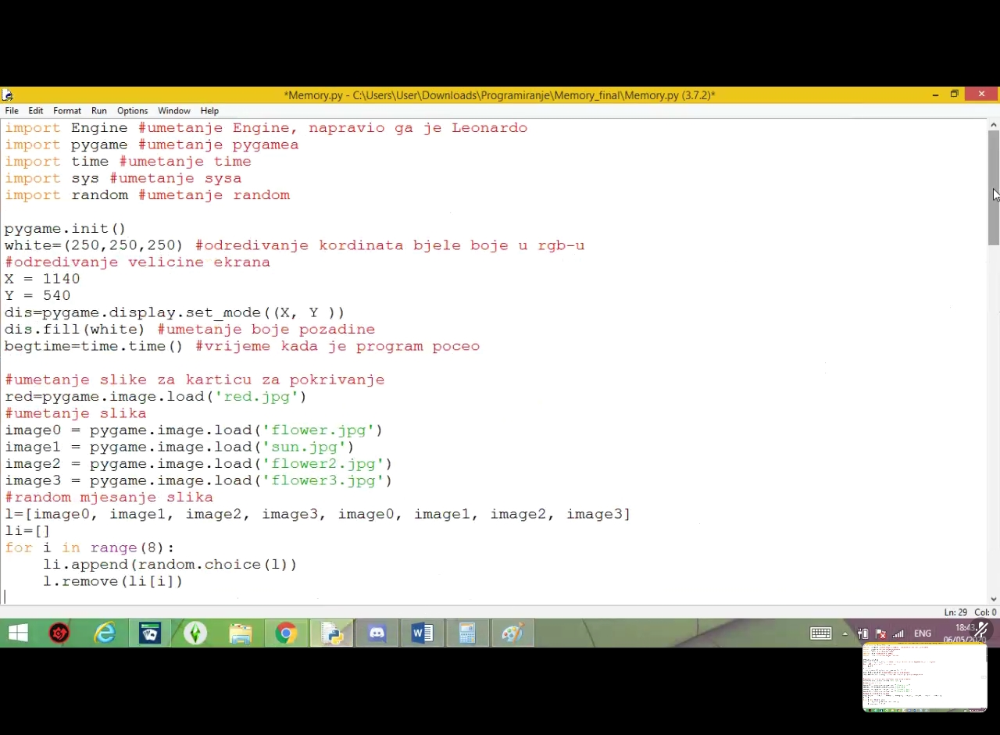 *Memory.py - C:\Users\User\Downloads\Programiranje\Memory_final\Memory.py (3.7.2)*
File Edit Format Run Options Window Help
import Engine #umetanje Engine, napravio ga je Leonardo
import pygame #umetanje pygamea
import time #umetanje time
import sys #umetanje sysa
import random #umetanje random
pygame.init()
white=(250,250,250) #odredivanje kordinata bjele boje u rgb-u
#odredivanje velicine ekrana
X = 1140
Y = 540
dis=pygame.display.set_mode((X, Y ))
dis.fill(white) #umetanje boje pozadine
begtime=time.time() #vrijeme kada je program poceo
#umetanje slike za karticu za pokrivanje
red=pygame.image.load('red.jpg')
#umetanje slika
image0 = pygame.image.load('flower.jpg')
image1 = pygame.image.load('sun.jpg')
image2 = pygame.image.load('flower2.jpg')
image3 = pygame.image.load('flower3.jpg')
#random mjesanje slika
l=[image0, image1, image2, image3, image0, image1, image2, image3]
li=[]
for i in range(8):
    li.append(random.choice(l))
    l.remove(li[i])
Ln: 29 Col: 0
ENG
18:43
06/05/2020